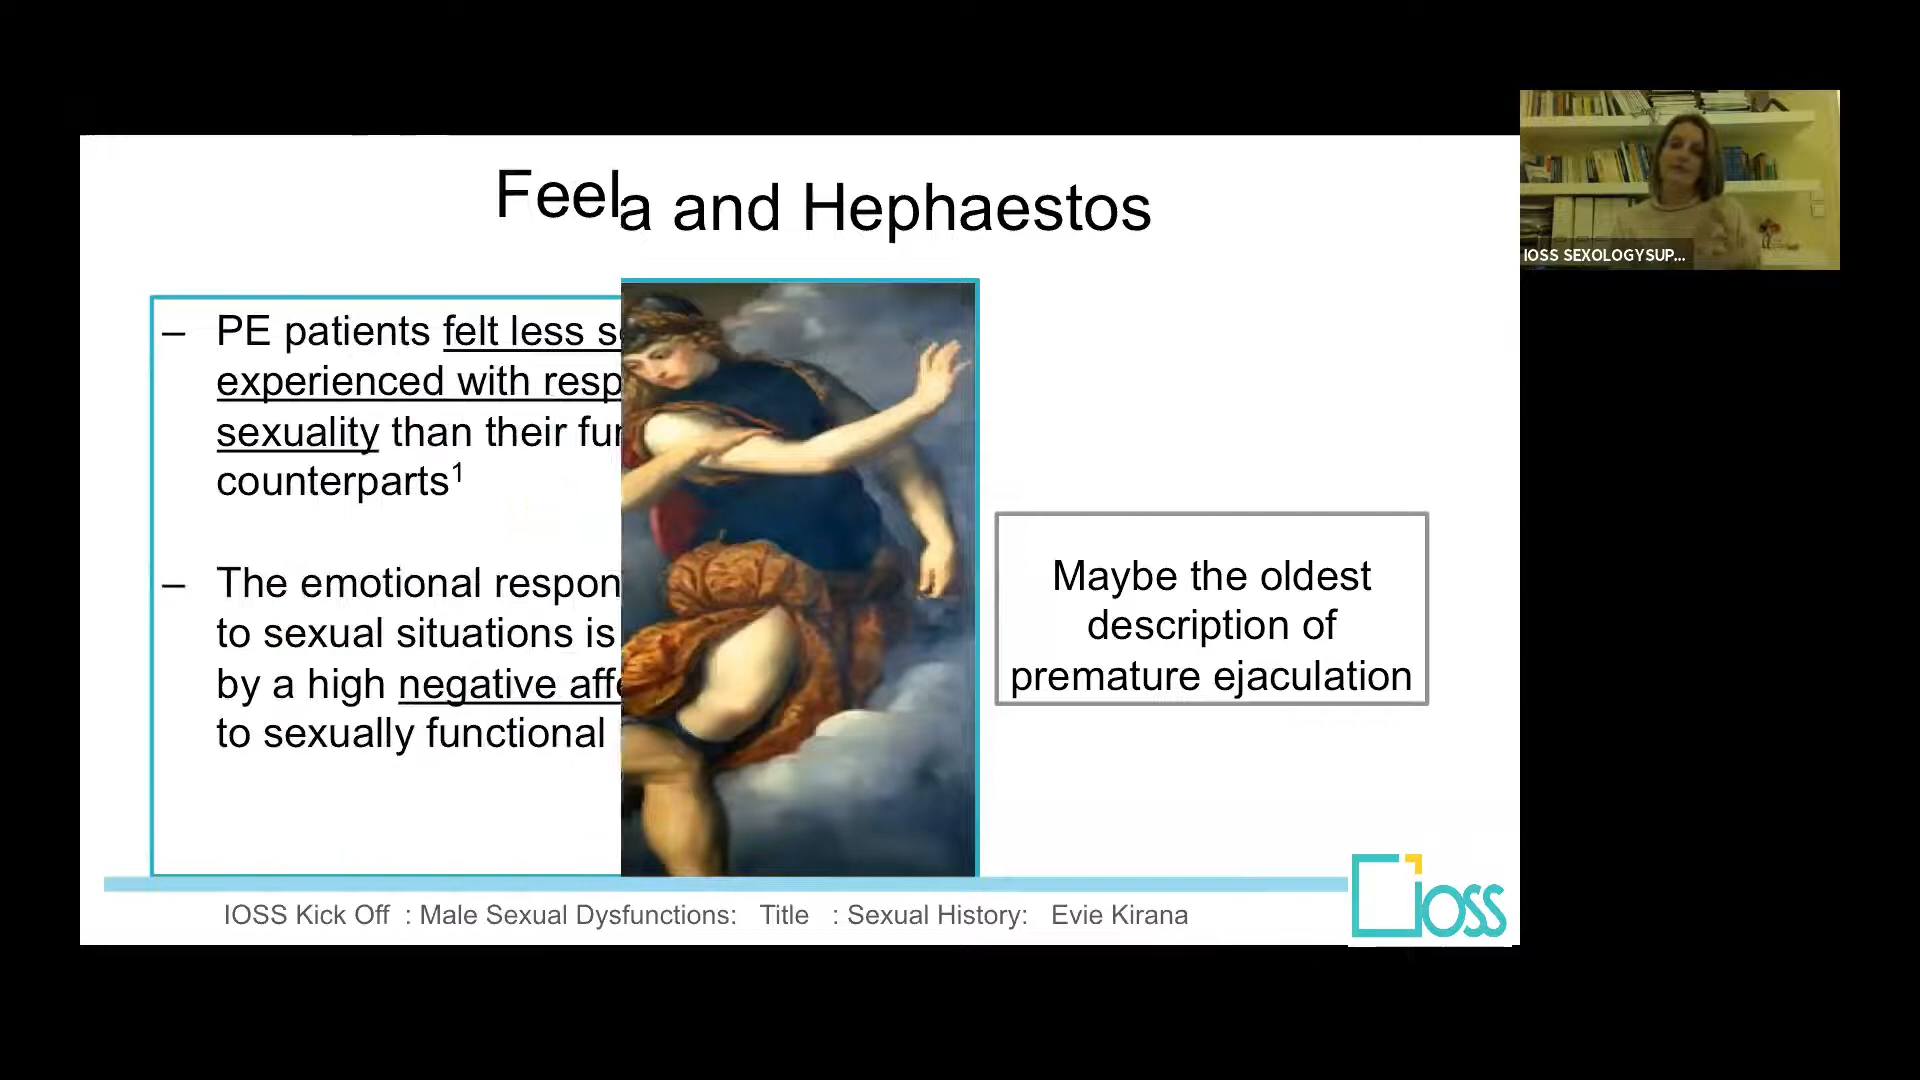 Feel
a and Hephaestos
– PE patients felt less
experienced with resp
sexuality than their fun
counterparts¹
– The emotional respon
to sexual situations is
by a high negative affe
to sexually functional
Maybe the oldest
description of
premature ejaculation
IOSS Kick Off : Male Sexual Dysfunctions: Title : Sexual History: Evie Kirana
ioss
IOSS SEXOLOGYSUP...